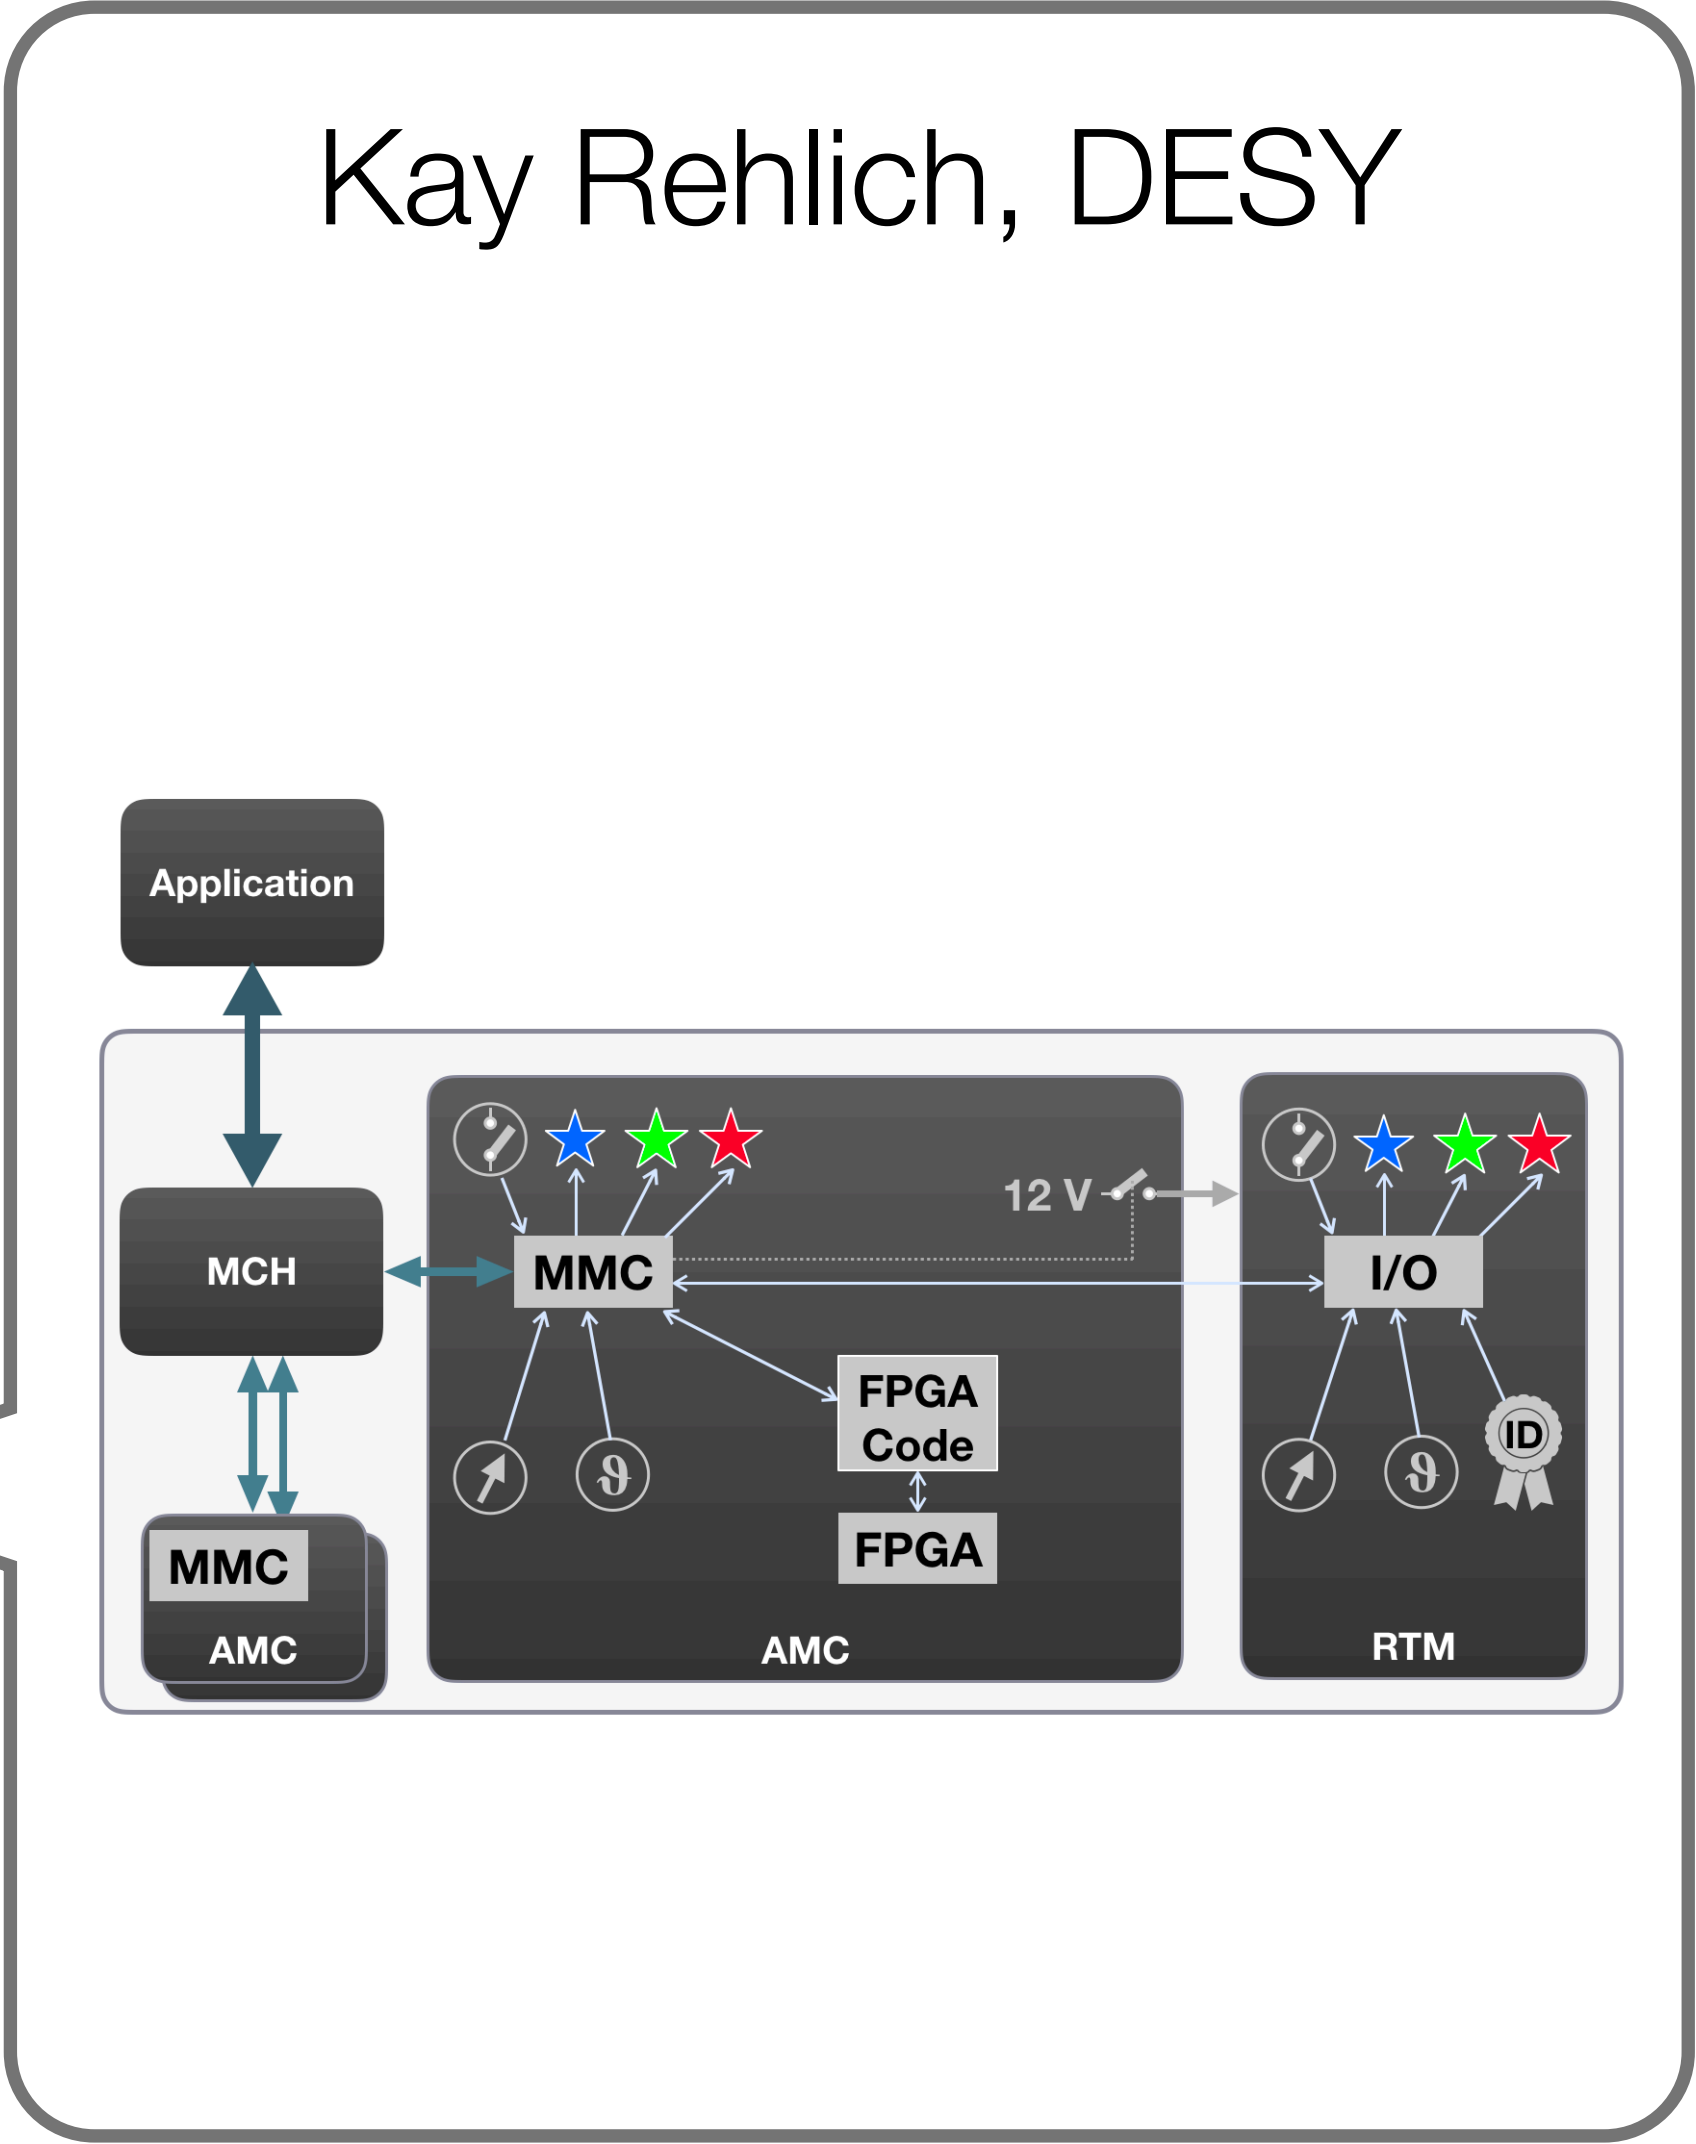 Kay Rehlich, DESY
Application
MCH
MMC
AMC
12 V
MMC
FPGA
Code
FPGA
ϑ
AMC
I/O
ϑ
ID
RTM